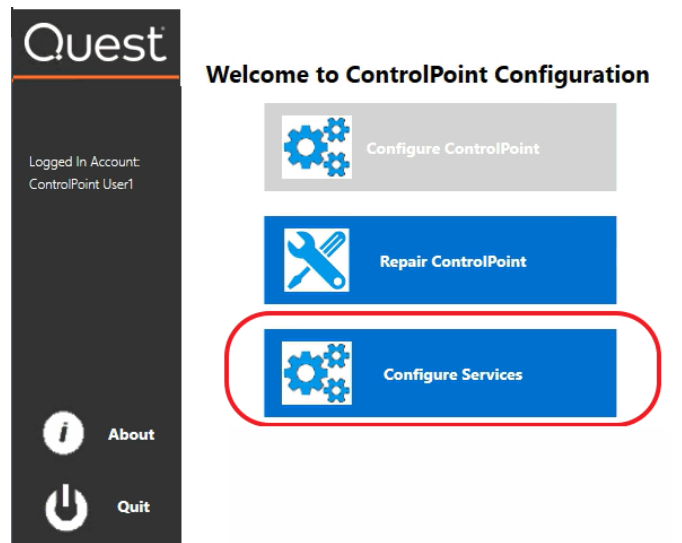 Quest
Welcome to ControlPoint Configuration
Logged In Account:
ControlPoint User1
Configure ControlPoint
Repair ControlPoint
Configure Services
About
Quit